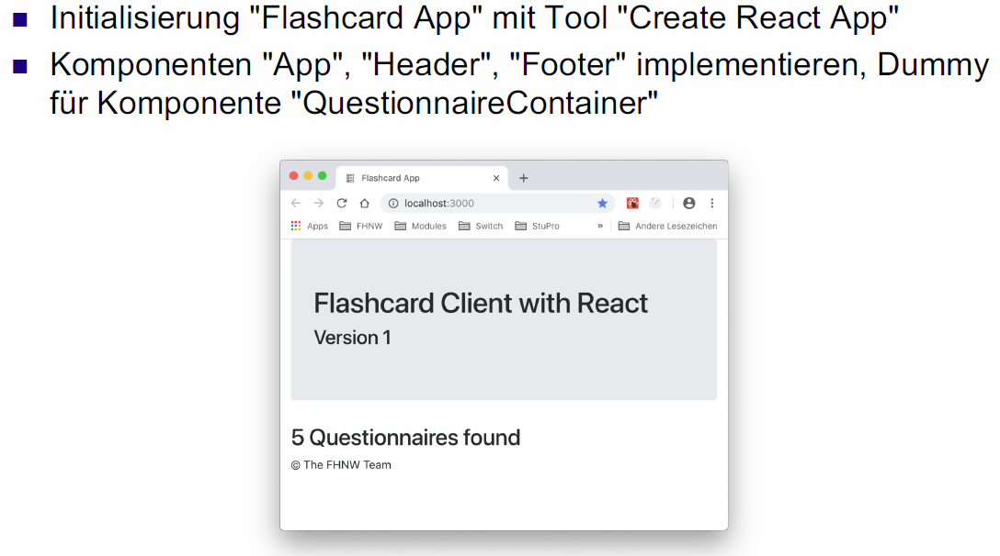 Initialisierung "Flashcard App" mit Tool "Create React App"
Komponenten "App", "Header", "Footer" implementieren, Dummy
für Komponente "QuestionnaireContainer"
Flashcard App
localhost:3000
Apps FHNW Modules Switch StuPro » Andere Lesezeichen
Flashcard Client with React
Version 1
5 Questionnaires found
© The FHNW Team